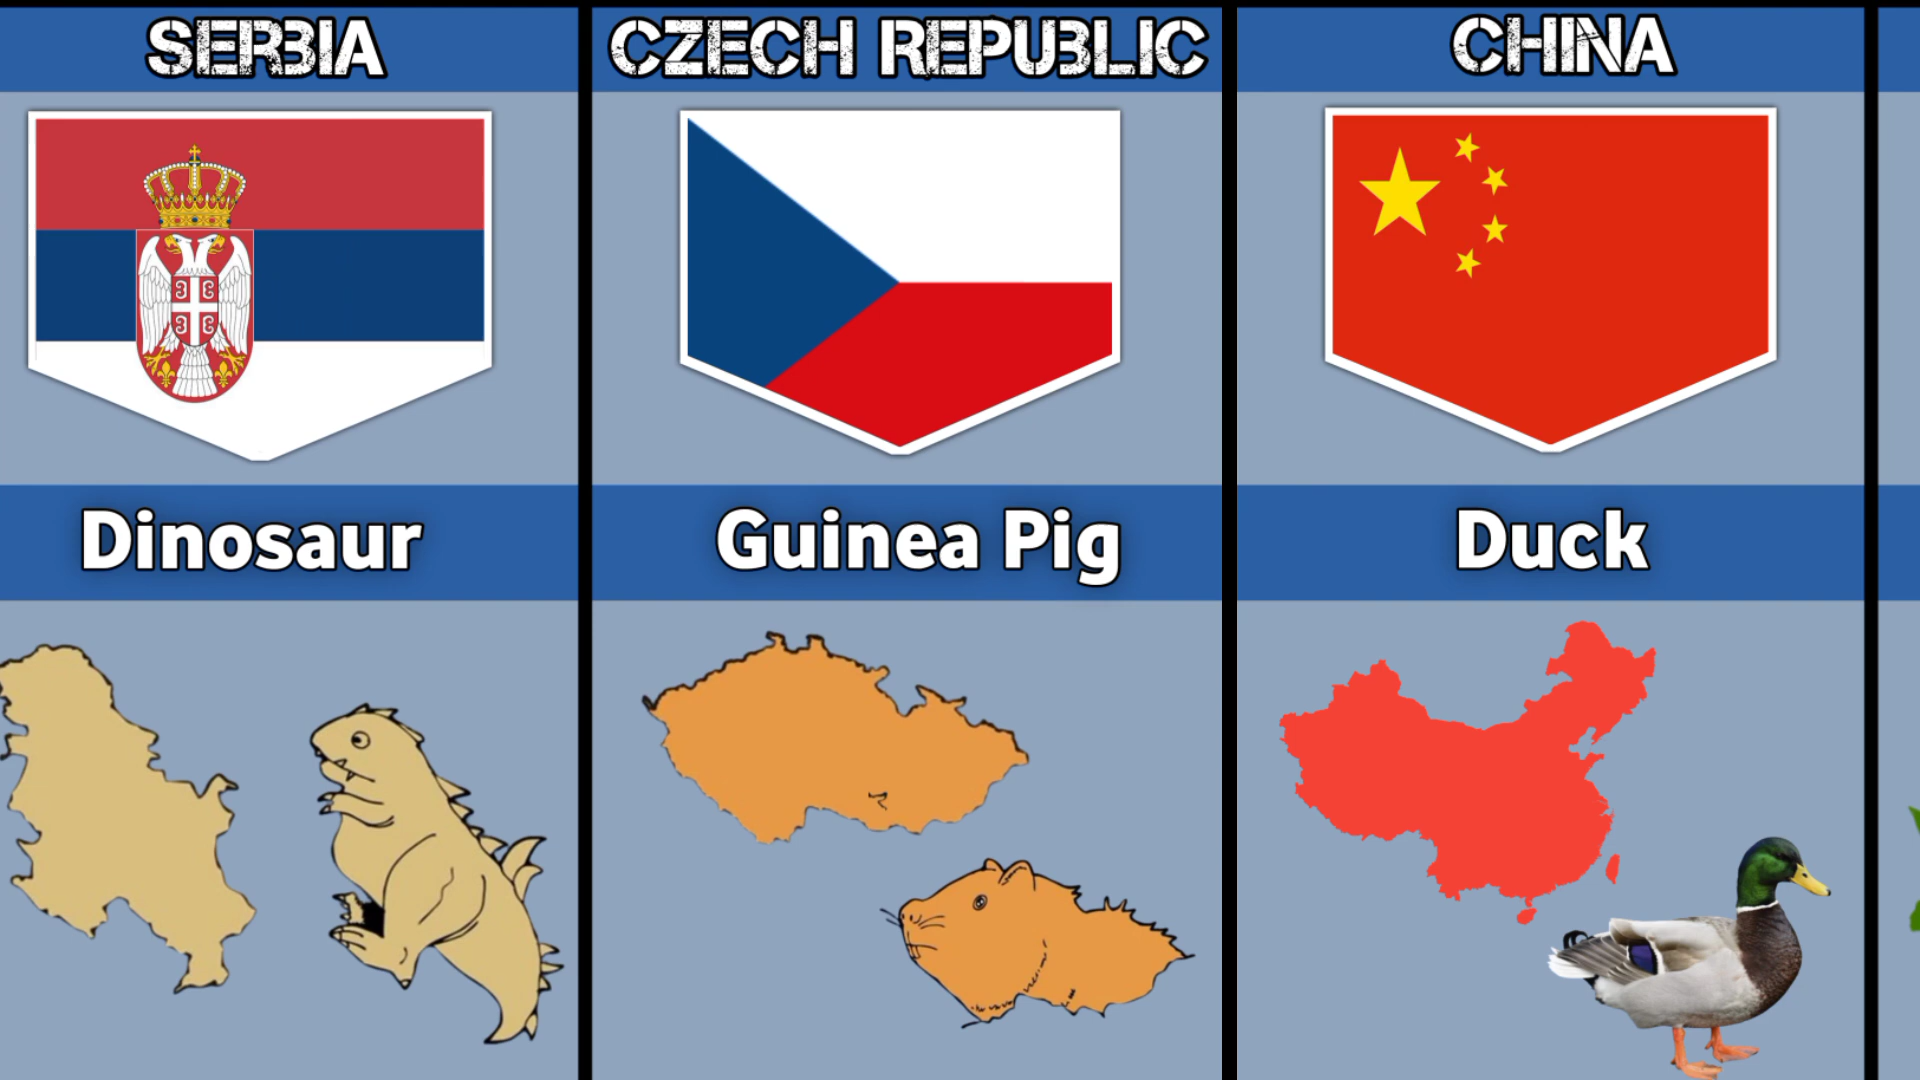 SERBIA
CZECH REPUBLIC
CHINA
Dinosaur
Guinea Pig
Duck